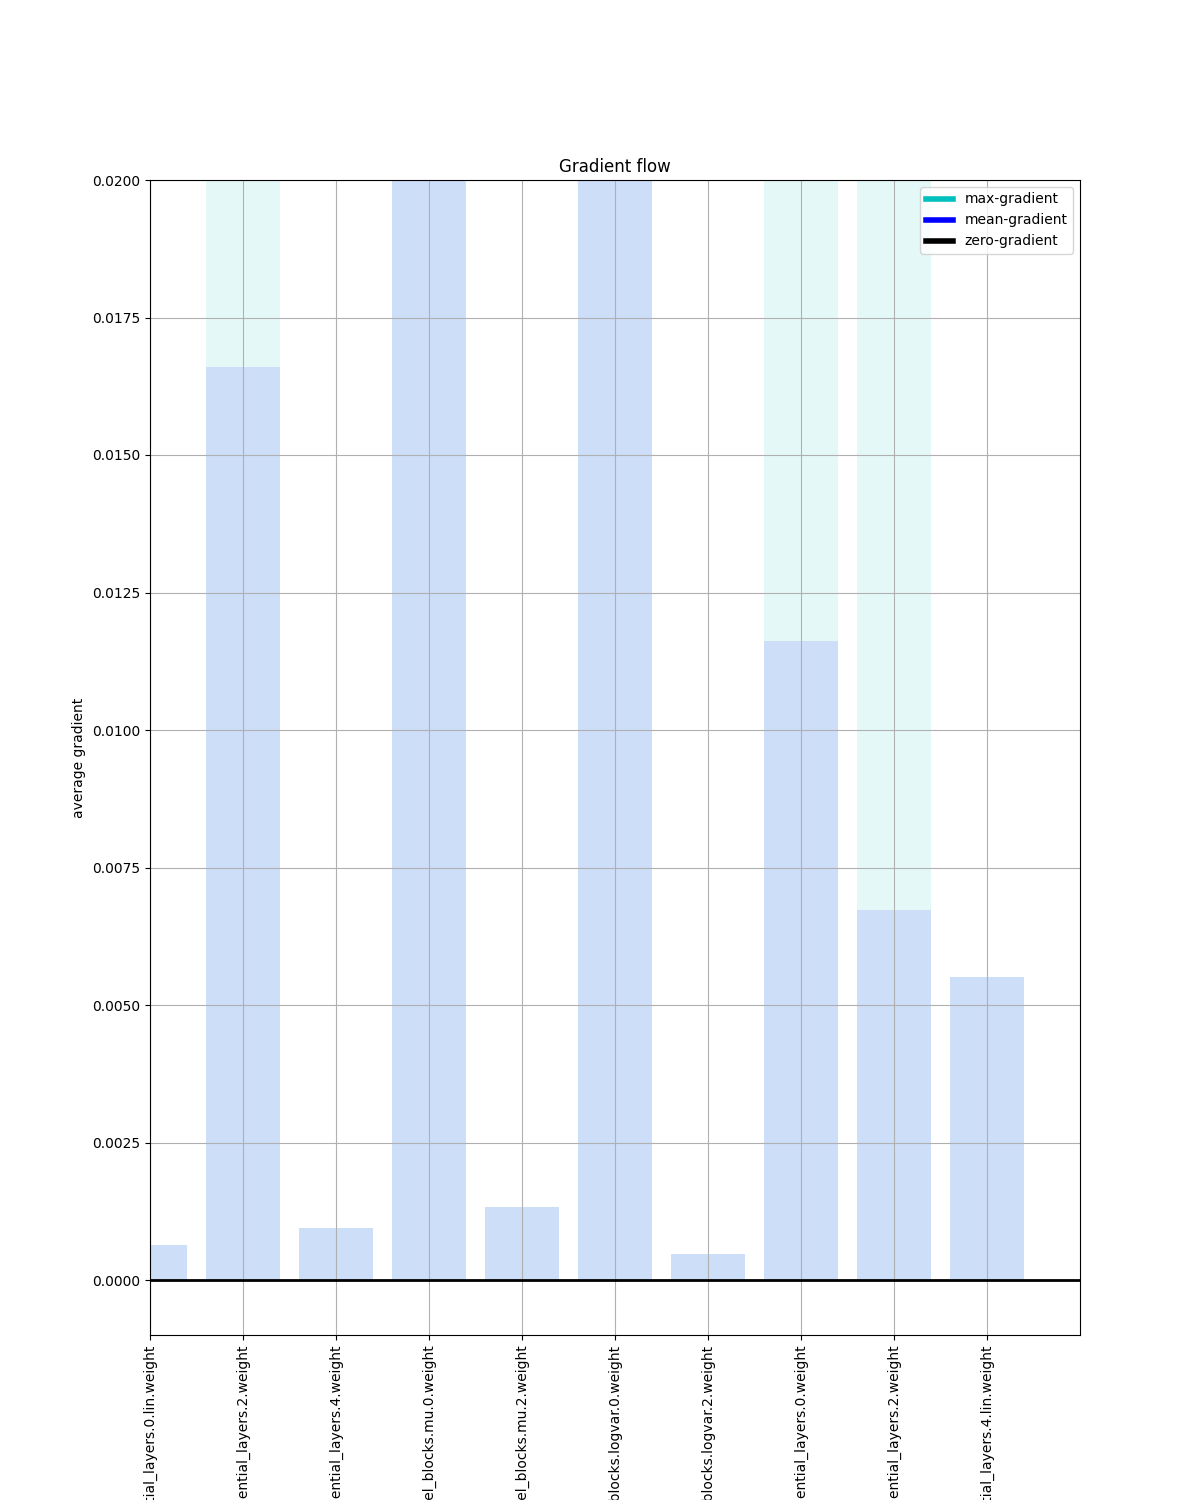 Gradient flow
max-gradient
mean-gradient
zero-gradient
0.0200
0.0175
0.0150
0.0125
0.0100
0.0075
0.0050
0.0025
0.0000
average gradient
tial_layers.0.lin.weight
ential_layers.2.weight
ential_layers.4.weight
el_blocks.mu.0.weight
el_blocks.mu.2.weight
blocks.logvar.0.weight
blocks.logvar.2.weight
ential_layers.0.weight
ential_layers.2.weight
tial_layers.4.lin.weight